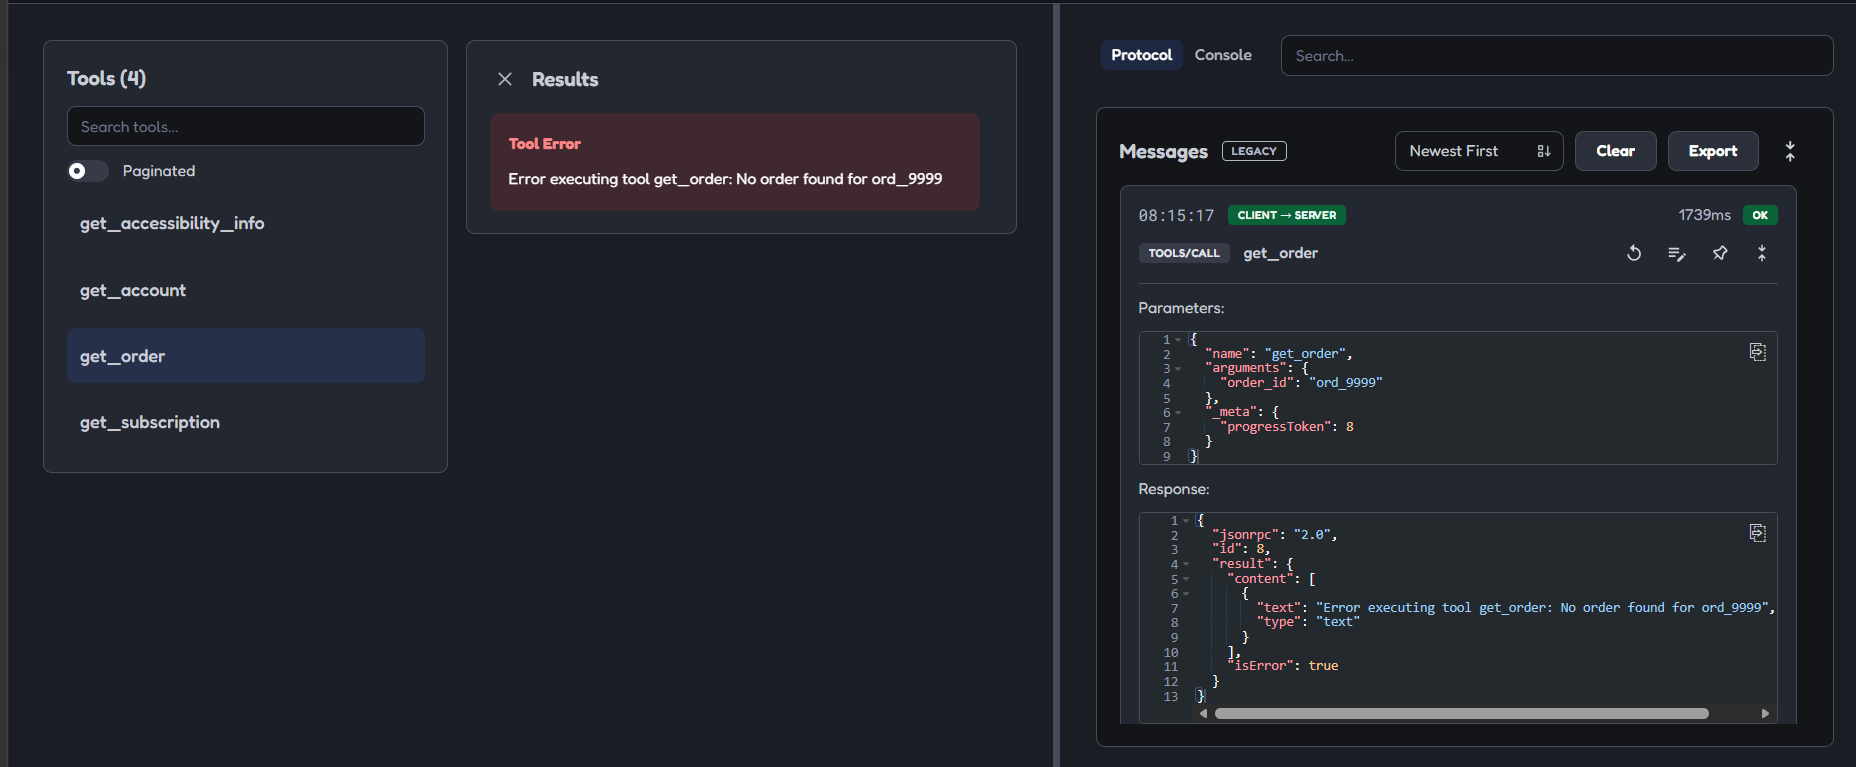 Tools (4)
Search tools...
Paginated
get_accessibility_info
get_account
get_order
get_subscription
Results
Tool Error
Error executing tool get_order: No order found for ord_9999
Protocol
Console
Search...
Messages
LEGACY
Newest First
Clear
Export
08:15:17
CLIENT → SERVER
1739ms
OK
TOOLS/CALL
get_order
Parameters:
1 {
2 "name": "get_order",
3 "arguments": {
4 "order_id": "ord_9999"
5 },
6 "_meta": {
7 "progressToken": 8
8 }
9 }
Response:
1 {
2 "jsonrpc": "2.0",
3 "id": 8,
4 "result": {
5 "content": [
6 {
7 "text": "Error executing tool get_order: No order found for ord_9999",
8 "type": "text"
9 }
10 ],
11 "isError": true
12 }
13 }